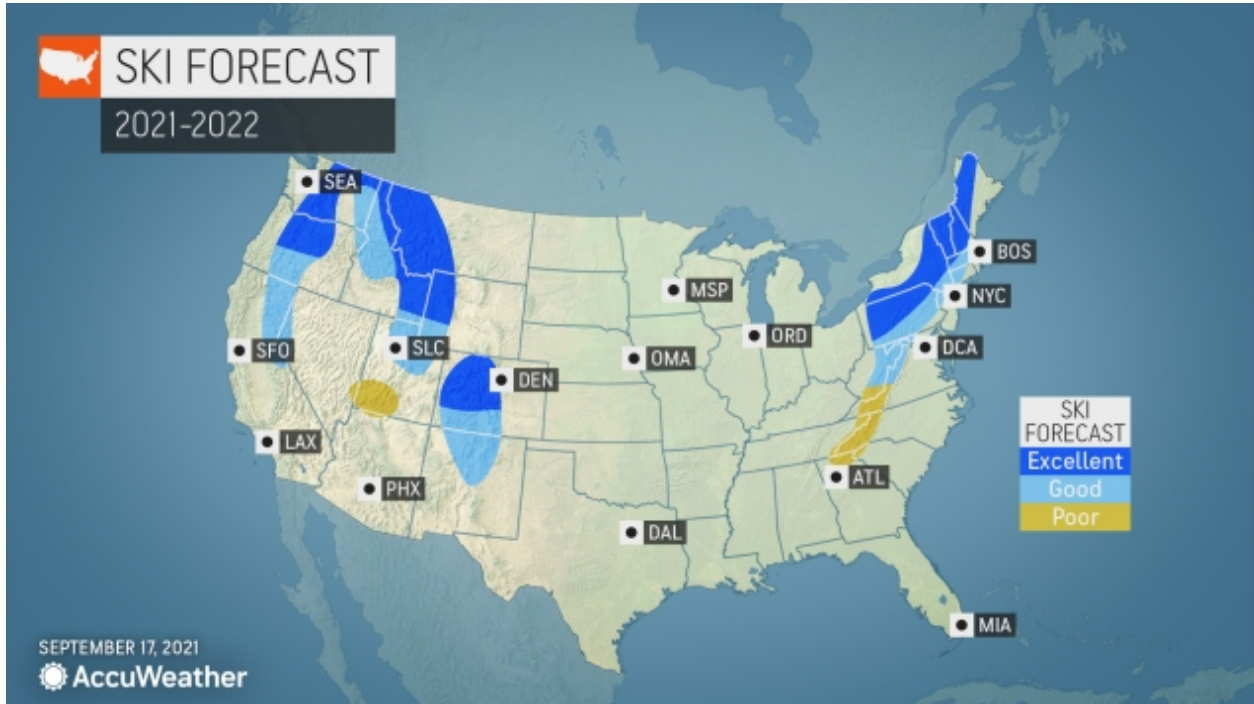 SKI FORECAST
2021-2022
SEA
BOS
MSP
NYC
ORD
SFO
SLC
OMA
DCA
DEN
LAX
ATL
PHX
DAL
MIA
SKI
FORECAST
Excellent
Good
Poor
SEPTEMBER 17, 2021
AccuWeather